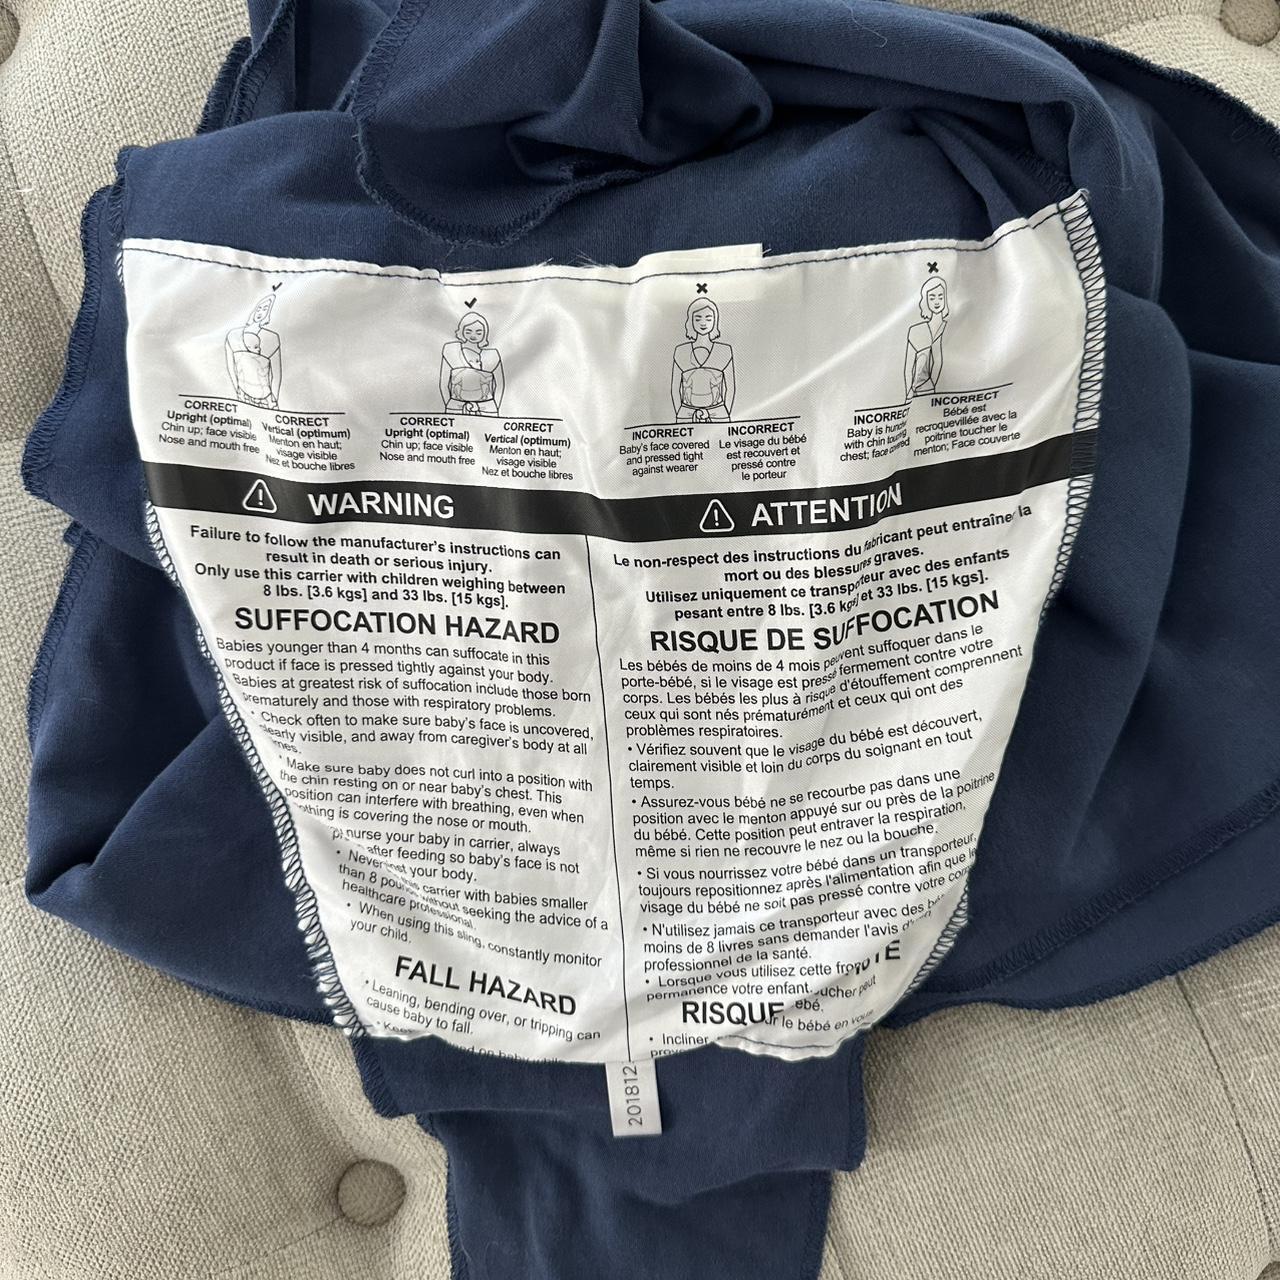 CORRECT
Upright (optimal)
Chin up; face visible
Nose and mouth free
CORRECT
Vertical (optimum)
Menton en haut;
visage visible
Nez et bouche libres
CORRECT
Upright (optimal)
Chin up; face visible
Nose and mouth free
CORRECT
Vertical (optimum)
Menton en haut;
visage visible
Nez et bouche libres
INCORRECT
Baby's face covered
and pressed tight
against wearer
INCORRECT
Le visage du bébé
est recouvert et
pressé contre
le porteur
INCORRECT
Baby is
with chin
chest; face
INCORRECT
Bébé est
recroquevillée avec la
poitrine toucher le
menton; Face couverte
WARNING
Failure to follow the manufacturer's instructions can
result in death or serious injury.
Only use this carrier with children weighing between
8 lbs. [3.6 kgs] and 33 lbs. [15 kgs].
SUFFOCATION HAZARD
Babies younger than 4 months can suffocate in this
product if face is pressed tightly against your body.
Babies at greatest risk of suffocation include those born
prematurely and those with respiratory problems.
• Check often to make sure baby's face is uncovered,
clearly visible, and away from caregiver's body at all
• Make sure baby does not curl into a position with
the chin resting on or near baby's chest. This
position can interfere with breathing, even when
nothing is covering the nose or mouth.
nurse your baby in carrier, always
after feeding so baby's face is not
your body.
• Never carrier with babies smaller
than 8 without seeking the advice of a
healthcare professional.
• When using this sling, constantly monitor
your child.
FALL HAZARD
• Leaning, bending over, or tripping can
cause baby to fall.
ATTENTION
Le non-respect des instructions du fabricant peut entraîner la
mort ou des blessures graves.
Utilisez uniquement ce transporteur avec des enfants
pesant entre 8 lbs. [3.6 kgs] et 33 lbs. [15 kgs].
RISQUE DE SUFFOCATION
Les bébés de moins de 4 mois peuvent suffoquer dans le
porte-bébé, si le visage est pressé fermement contre votre
corps. Les bébés les plus à risque d'étouffement comprennent
ceux qui sont nés prématurément et ceux qui ont des
problèmes respiratoires.
• Vérifiez souvent que le visage du bébé est découvert,
clairement visible et loin du corps du soignant en tout
temps.
• Assurez-vous bébé ne se recourbe pas dans une
position avec le menton appuyé sur ou près de la poitrine
du bébé. Cette position peut entraver la respiration,
même si rien ne recouvre le nez ou la bouche.
• Si vous nourrissez votre bébé dans un transporteur,
toujours repositionnez après l'alimentation afin que le
visage du bébé ne soit pas pressé contre votre
• N'utilisez jamais ce transporteur avec des
moins de 8 livres sans demander l'avis
professionnel de la santé.
• Lorsque vous utilisez cette
permanence votre enfant.
RISQUE
• Incliner
le bébé en
201812